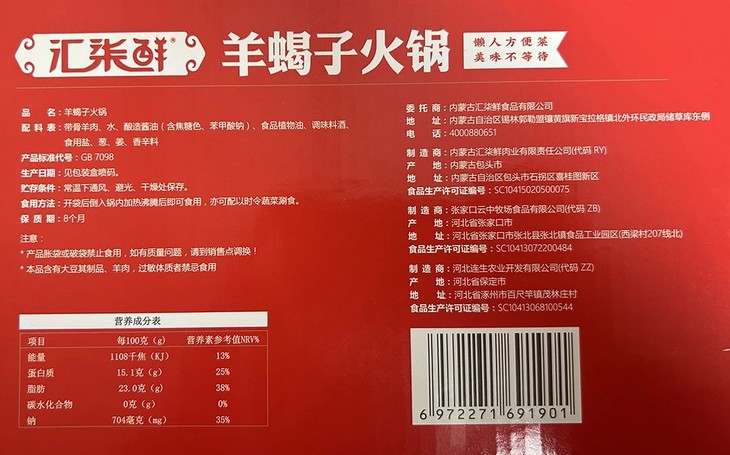 汇柒鲜®
羊蝎子火锅
懒人方便菜
美味不等待
品 名：羊蝎子火锅
配 料 表：带骨羊肉、水、酿造酱油（含焦糖色、苯甲酸钠）、食品植物油、调味料酒、
食用盐、葱、姜、香辛料
产品标准代号：GB 7098
生产日期：见包装盒喷码。
贮存条件：常温下通风、避光、干燥处保存。
食用方法：开袋后倒入锅内加热沸腾后即可食用，亦可配以时令蔬菜涮食。
保 质 期：8个月
注意：
*产品胀袋或破袋禁止食用，如有质量问题，请到销售点调换！
*本品含有大豆其制品、羊肉，过敏体质者禁忌食用
营养成分表
项目 每100克（g） 营养素参考值NRV%
能量 1108千焦（KJ） 13%
蛋白质 15.1克（g） 25%
脂肪 23.0克（g） 38%
碳水化合物 0克（g） 0%
钠 704毫克（mg） 35%
委 托 商：内蒙古汇柒鲜食品有限公司
地 址：内蒙古自治区锡林郭勒盟镶黄旗新宝拉格镇北外环民政局储草库东侧
电 话：4000880651
制 造 商：内蒙古汇柒鲜肉业有限责任公司(代码 RY)
产 地：内蒙古包头市
地 址：内蒙古自治区包头市石拐区喜桂图新区
食品生产许可证编号：SC10415020500075
制 造 商：张家口云中牧场食品有限公司(代码 ZB)
产 地：河北省张家口市
地 址：河北省张家口市张北县张北镇食品工业园区(西梁村207线北)
食品生产许可证编号：SC10413072200484
制 造 商：河北连生农业开发有限公司(代码 ZZ)
产 地：河北省保定市
地 址：河北省涿州市百尺竿镇茂林庄村
食品生产许可证编号：SC10413068100544
6 972271 691901